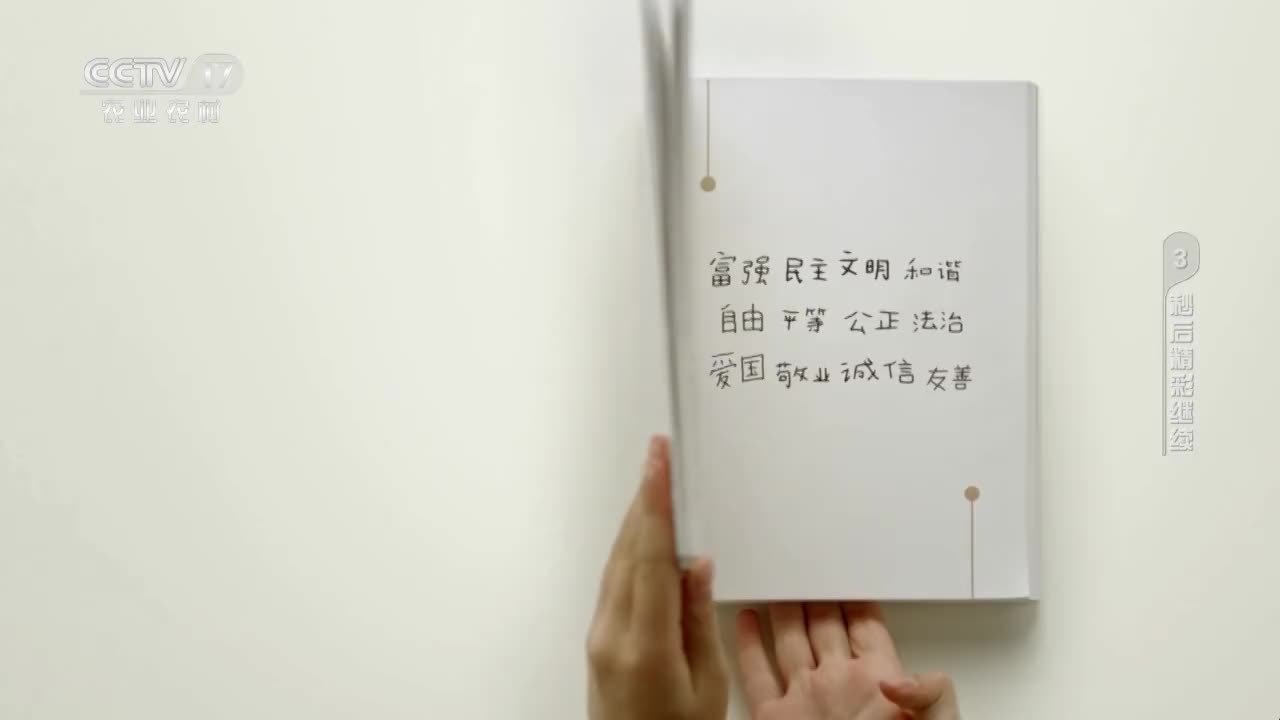 CCTV 17
农业农村
富强 民主 文明 和谐
自由 平等 公正 法治
爱国 敬业 诚信 友善
3
秒后精彩继续